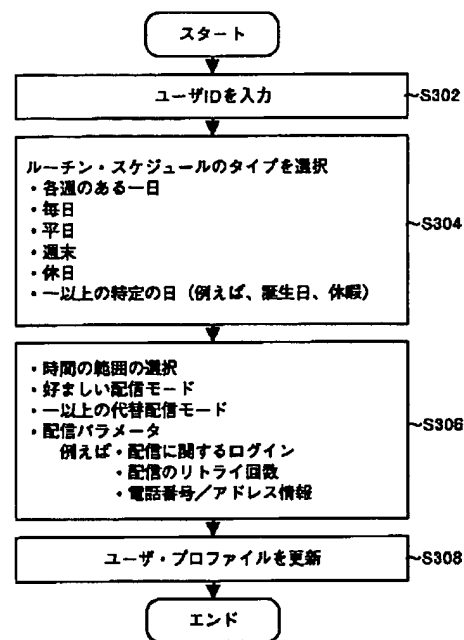 スタート
ユーザIDを入力
~S302
ルーチン・スケジュールのタイプを選択
・各週のある一日
・毎日
・平日
・週末
・休日
・一以上の特定の日（例えば、誕生日、休暇）
~S304
・時間の範囲の選択
・好ましい配信モード
・一以上の代替配信モード
・配信パラメータ
例えば・配信に関するログイン
・配信のリトライ回数
・電話番号／アドレス情報
~S306
ユーザ・プロファイルを更新
~S308
エンド